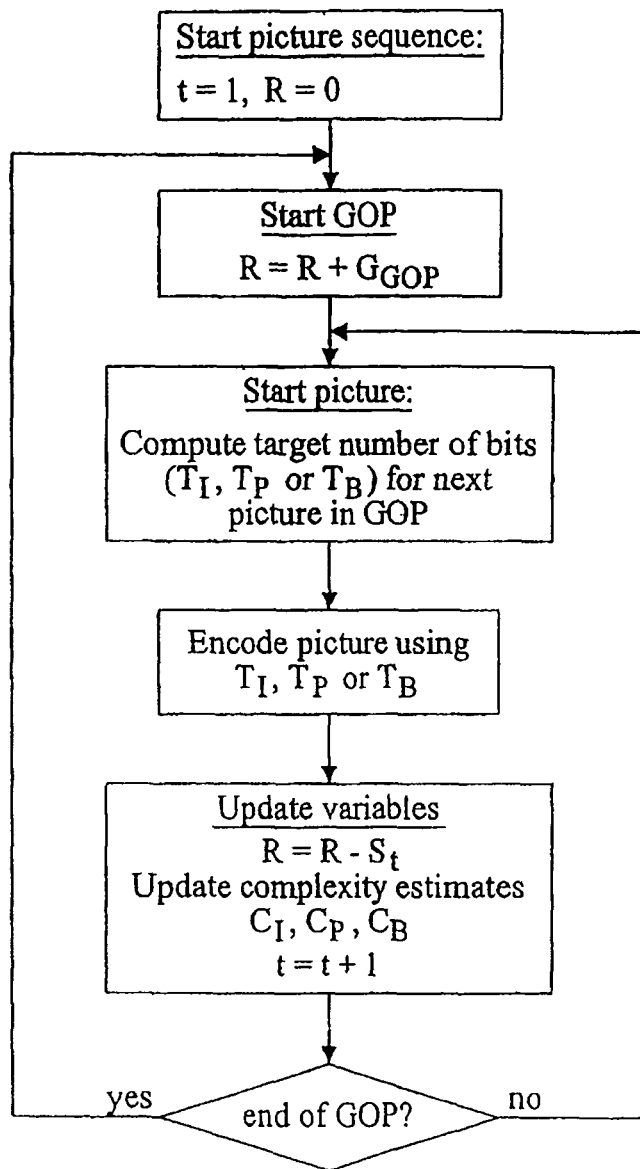 Start picture sequence:
t = 1, R = 0
Start GOP
R = R + G_GOP
Start picture:
Compute target number of bits
(T_I, T_P or T_B) for next
picture in GOP
Encode picture using
T_I, T_P or T_B
Update variables
R = R - S_t
Update complexity estimates
C_I, C_P, C_B
t = t + 1
yes
end of GOP?
no